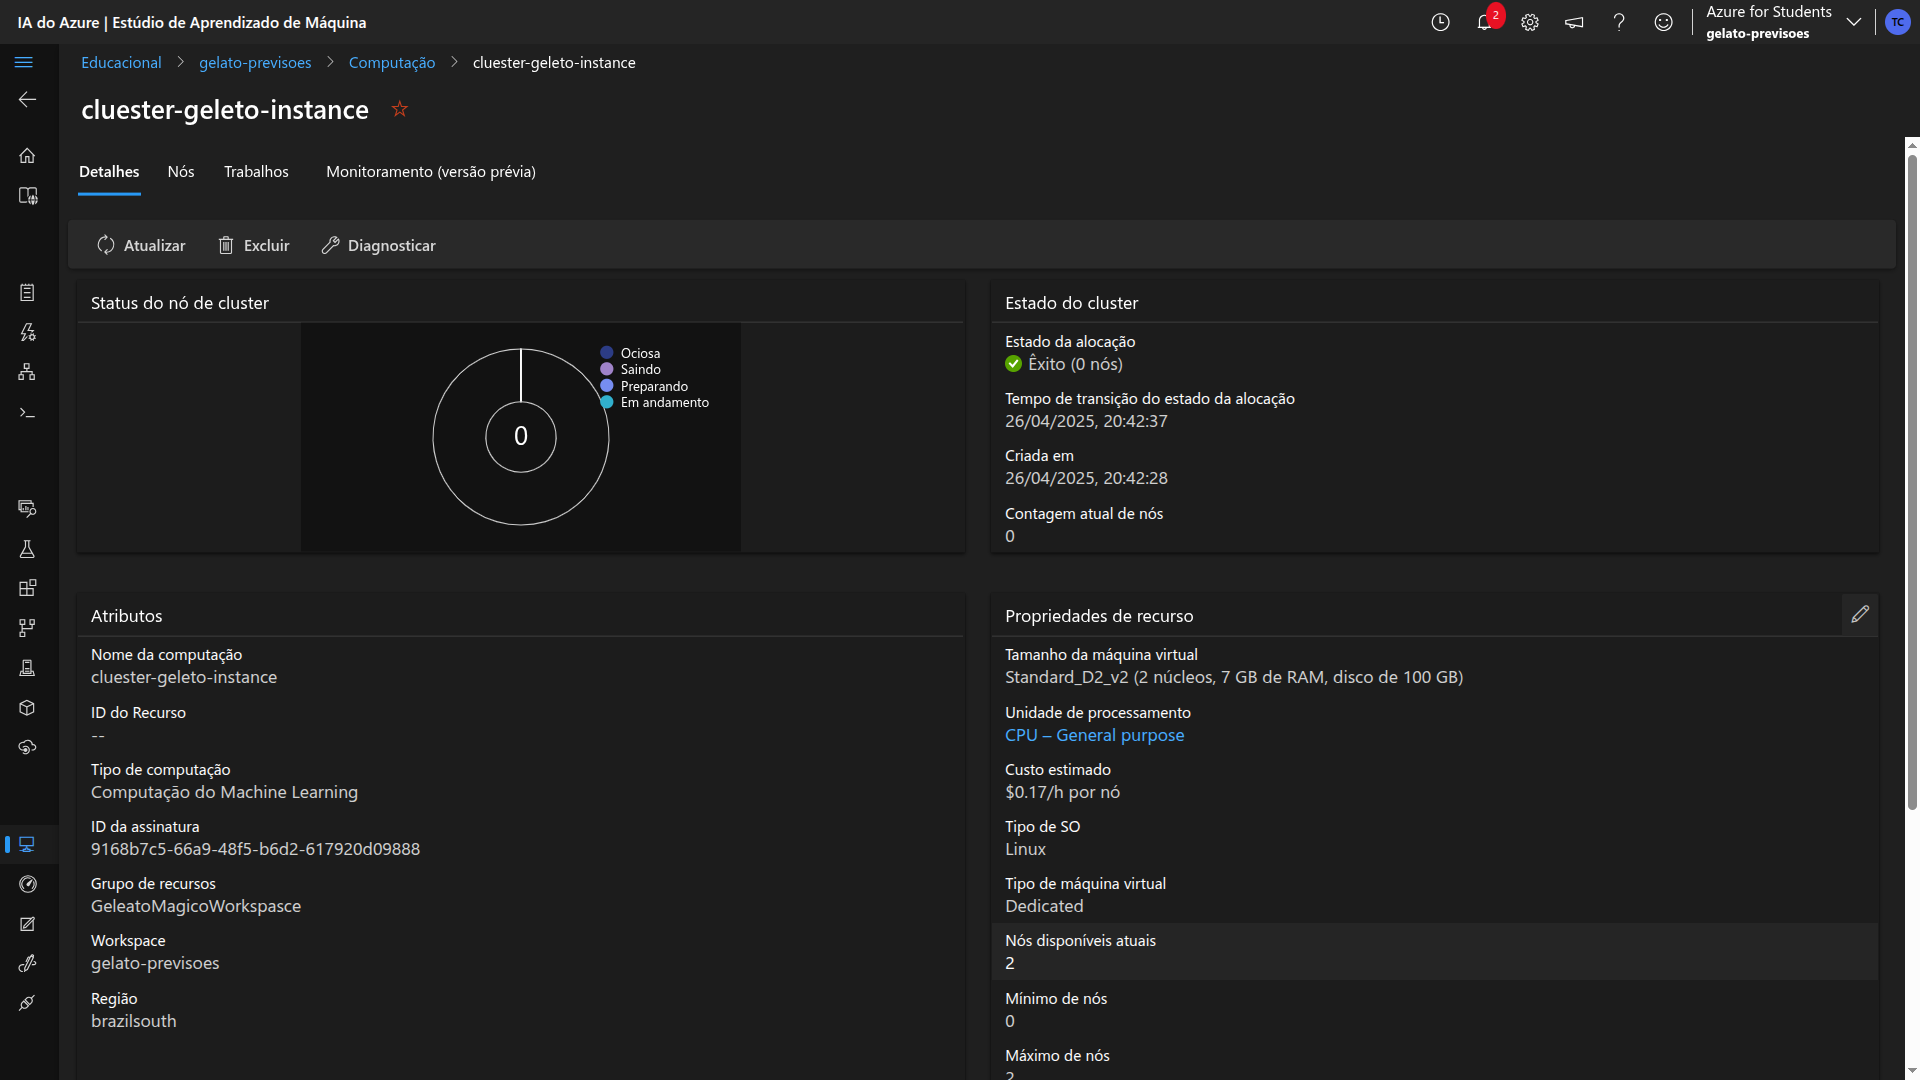 IA do Azure | Estúdio de Aprendizado de Máquina
2
Azure for Students
gelato-previsoes
TC
Educacional > gelato-previsoes > Computação > cluester-geleto-instance
cluester-geleto-instance
Detalhes Nós Trabalhos Monitoramento (versão prévia)
Atualizar Excluir Diagnosticar
Status do nó de cluster
0
Ociosa
Saindo
Preparando
Em andamento
Estado do cluster
Estado da alocação
Êxito (0 nós)
Tempo de transição do estado da alocação
26/04/2025, 20:42:37
Criada em
26/04/2025, 20:42:28
Contagem atual de nós
0
Atributos
Nome da computação
cluester-geleto-instance
ID do Recurso
--
Tipo de computação
Computação do Machine Learning
ID da assinatura
9168b7c5-66a9-48f5-b6d2-617920d09888
Grupo de recursos
GeleatoMagicoWorkspasce
Workspace
gelato-previsoes
Região
brazilsouth
Propriedades de recurso
Tamanho da máquina virtual
Standard_D2_v2 (2 núcleos, 7 GB de RAM, disco de 100 GB)
Unidade de processamento
CPU – General purpose
Custo estimado
$0.17/h por nó
Tipo de SO
Linux
Tipo de máquina virtual
Dedicated
Nós disponíveis atuais
2
Mínimo de nós
0
Máximo de nós
2